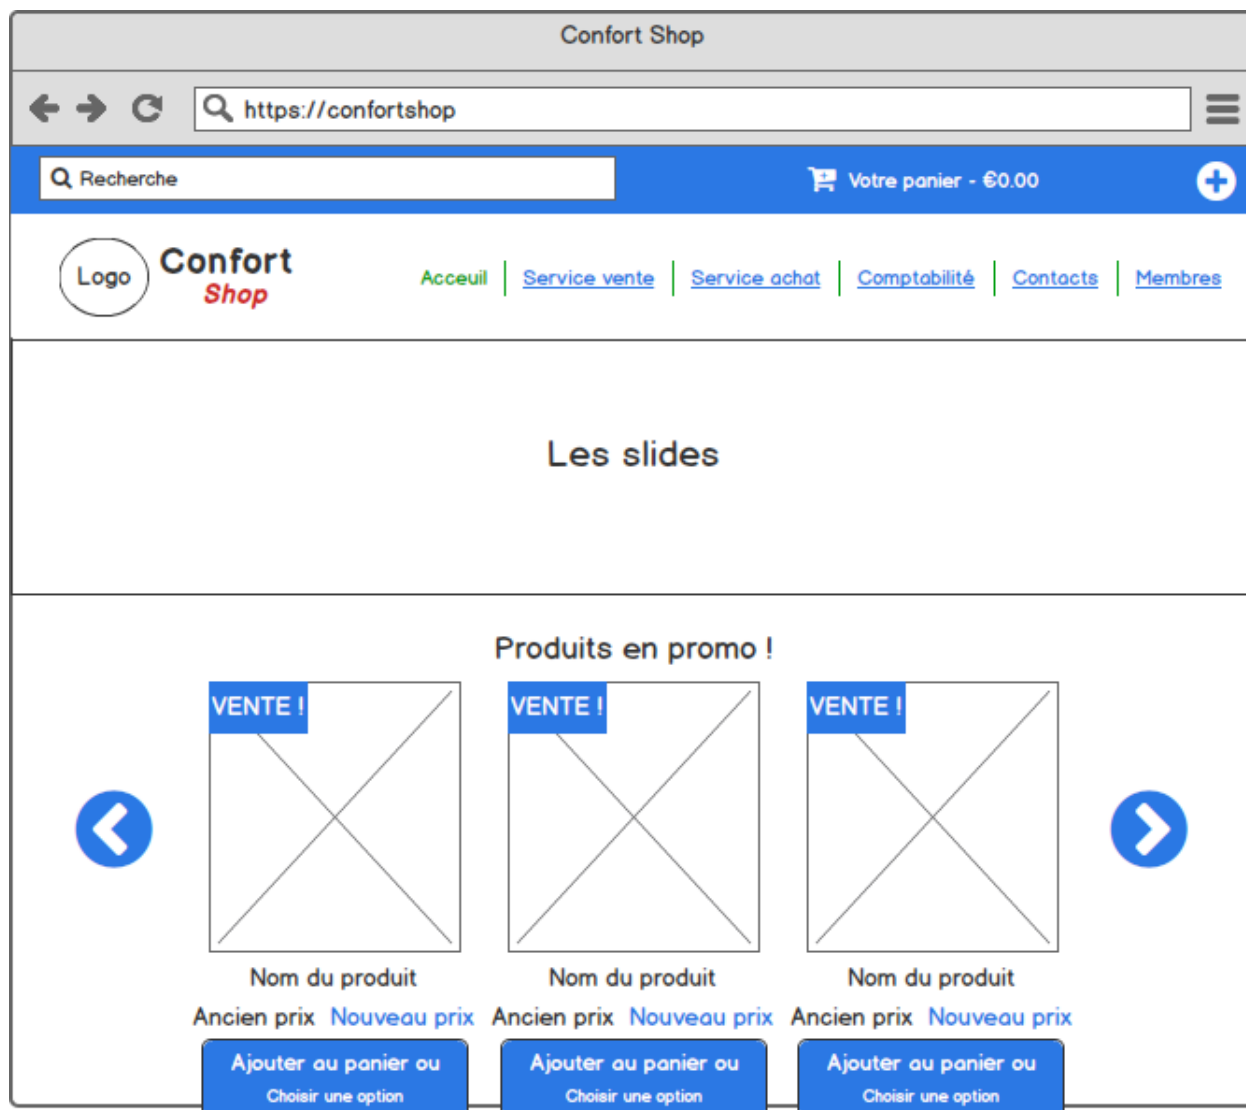 Confort Shop
https://confortshop
Recherche
Votre panier - €0.00
Logo
Confort
Shop
Acceuil
Service vente
Service achat
Comptabilité
Contacts
Membres
Les slides
Produits en promo !
VENTE !
VENTE !
VENTE !
Nom du produit
Nom du produit
Nom du produit
Ancien prix Nouveau prix
Ancien prix Nouveau prix
Ancien prix Nouveau prix
Ajouter au panier ou
Choisir une option
Ajouter au panier ou
Choisir une option
Ajouter au panier ou
Choisir une option